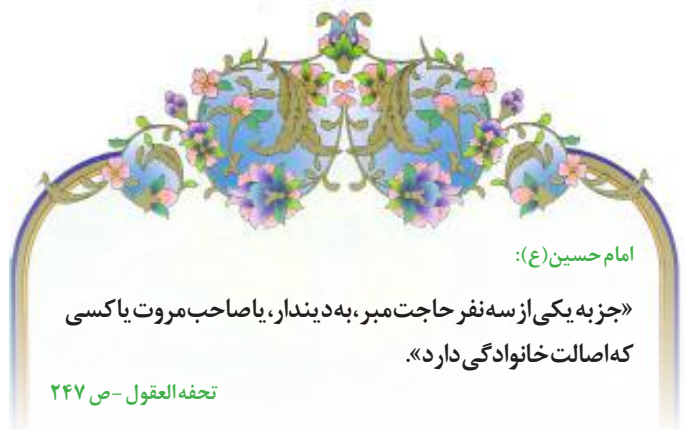 امام حسین(ع):
«جز به یکی از سه نفر حاجت مبر، به دیندار، یا صاحب مروت یا کسی
که اصالت خانوادگی دارد».
تحفه العقول - ص ۲۴۷